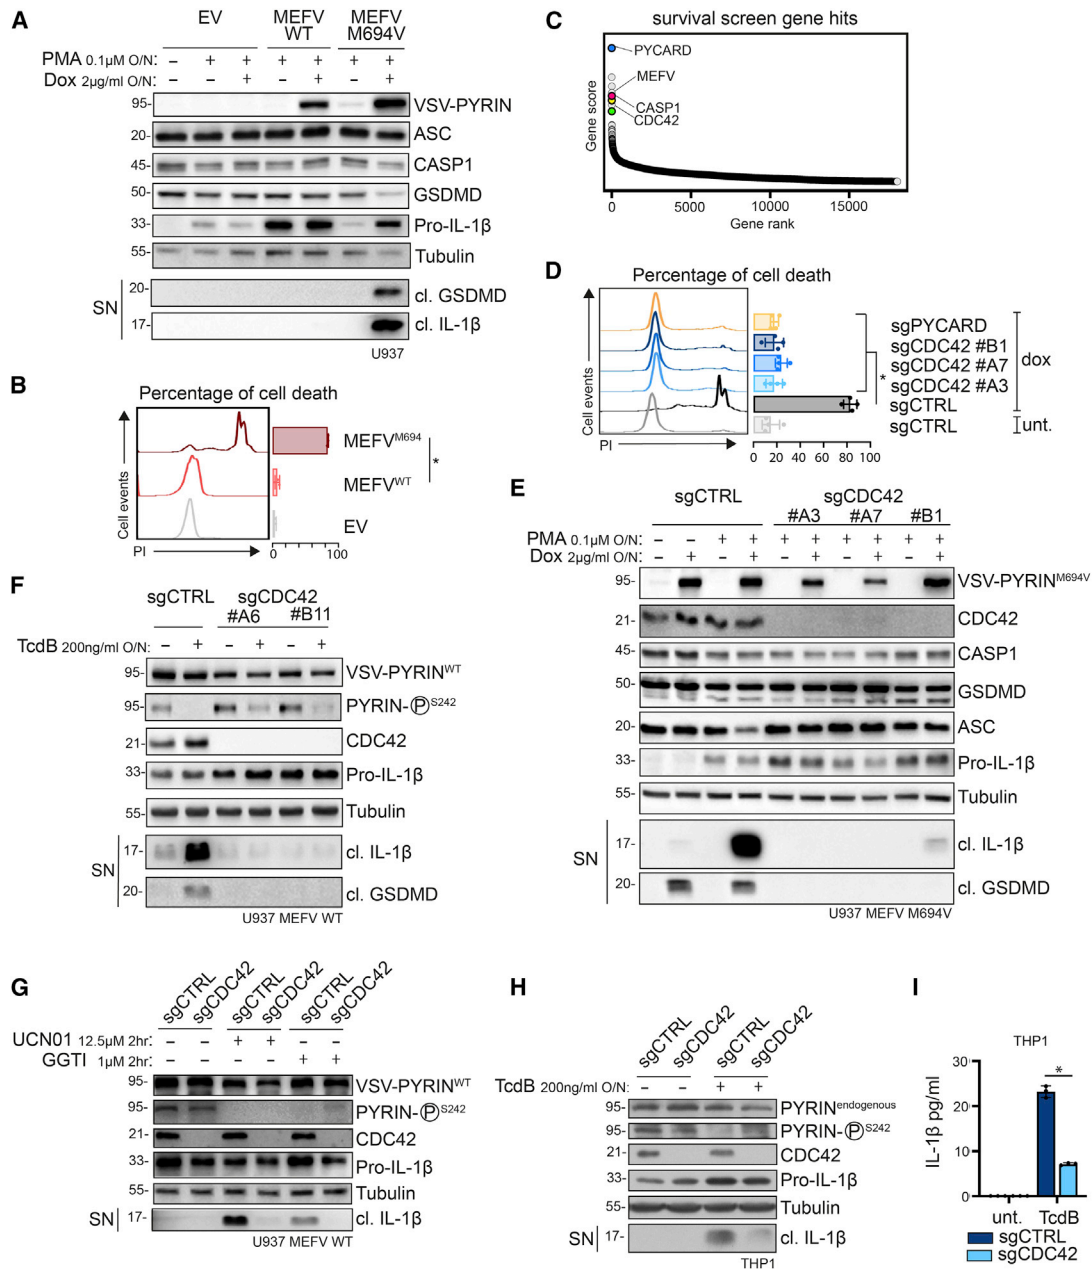 A
EV
MEFV WT
MEFV M694V
PMA 0.1µM O/N: – + + + + + +
Dox 2µg/ml O/N: – – + – + – +
95- VSV-PYRIN
20- ASC
45- CASP1
50- GSDMD
33- Pro-IL-1β
55- Tubulin
SN
20- cl. GSDMD
17- cl. IL-1β
U937
B
Percentage of cell death
Cell events
PI
MEFV^M694
MEFV^WT
EV
*
0 100
C
survival screen gene hits
PYCARD
MEFV
CASP1
CDC42
Gene score
0 5000 10000 15000
Gene rank
D
Percentage of cell death
Cell events
PI
0 20 40 60 80 100
*
sgPYCARD
sgCDC42 #B1
sgCDC42 #A7
sgCDC42 #A3
sgCTRL
sgCTRL
dox
unt.
E
sgCTRL
sgCDC42
#A3 #A7 #B1
PMA 0.1µM O/N: – – + + + + + + + +
Dox 2µg/ml O/N: – + – + – + – + – +
95- VSV-PYRIN^M694V
21- CDC42
45- CASP1
50- GSDMD
20- ASC
33- Pro-IL-1β
55- Tubulin
SN
17- cl. IL-1β
20- cl. GSDMD
U937 MEFV M694V
F
sgCTRL
sgCDC42
#A6 #B11
TcdB 200ng/ml O/N: – + – + – +
95- VSV-PYRIN^WT
95- PYRIN-Ⓟ^S242
21- CDC42
33- Pro-IL-1β
55- Tubulin
SN
17- cl. IL-1β
20- cl. GSDMD
U937 MEFV WT
G
sgCTRL sgCDC42 sgCTRL sgCDC42 sgCTRL sgCDC42
UCN01 12.5µM 2hr: – – + + – –
GGTI 1µM 2hr: – – – – + +
95- VSV-PYRIN^WT
95- PYRIN-Ⓟ^S242
21- CDC42
33- Pro-IL-1β
55- Tubulin
SN 17- cl. IL-1β
U937 MEFV WT
H
sgCTRL sgCDC42 sgCTRL sgCDC42
TcdB 200ng/ml O/N: – – + +
95- PYRIN^endogenous
95- PYRIN-Ⓟ^S242
21- CDC42
33- Pro-IL-1β
55- Tubulin
SN 17- cl. IL-1β
THP1
I
THP1
*
IL-1β pg/ml
30
20
10
0
unt. TcdB
sgCTRL
sgCDC42